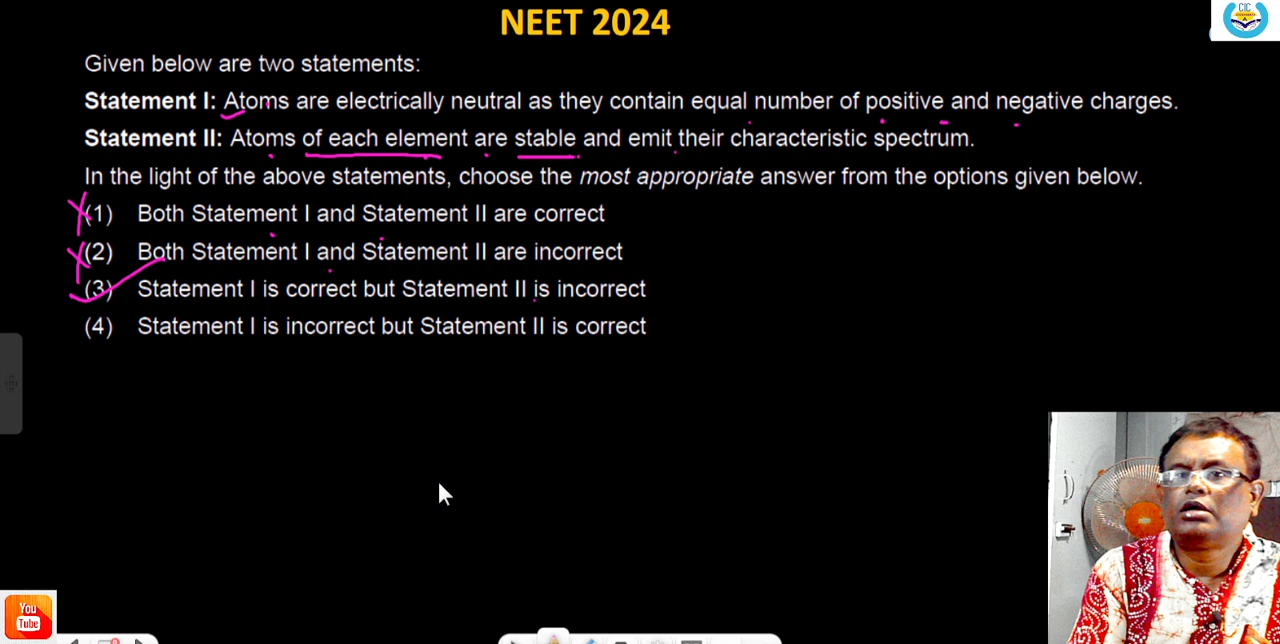 NEET 2024
CIC
Given below are two statements:
Statement I: Atoms are electrically neutral as they contain equal number of positive and negative charges.
Statement II: Atoms of each element are stable and emit their characteristic spectrum.
In the light of the above statements, choose the most appropriate answer from the options given below.
(1) Both Statement I and Statement II are correct
(2) Both Statement I and Statement II are incorrect
(3) Statement I is correct but Statement II is incorrect
(4) Statement I is incorrect but Statement II is correct
You
Tube